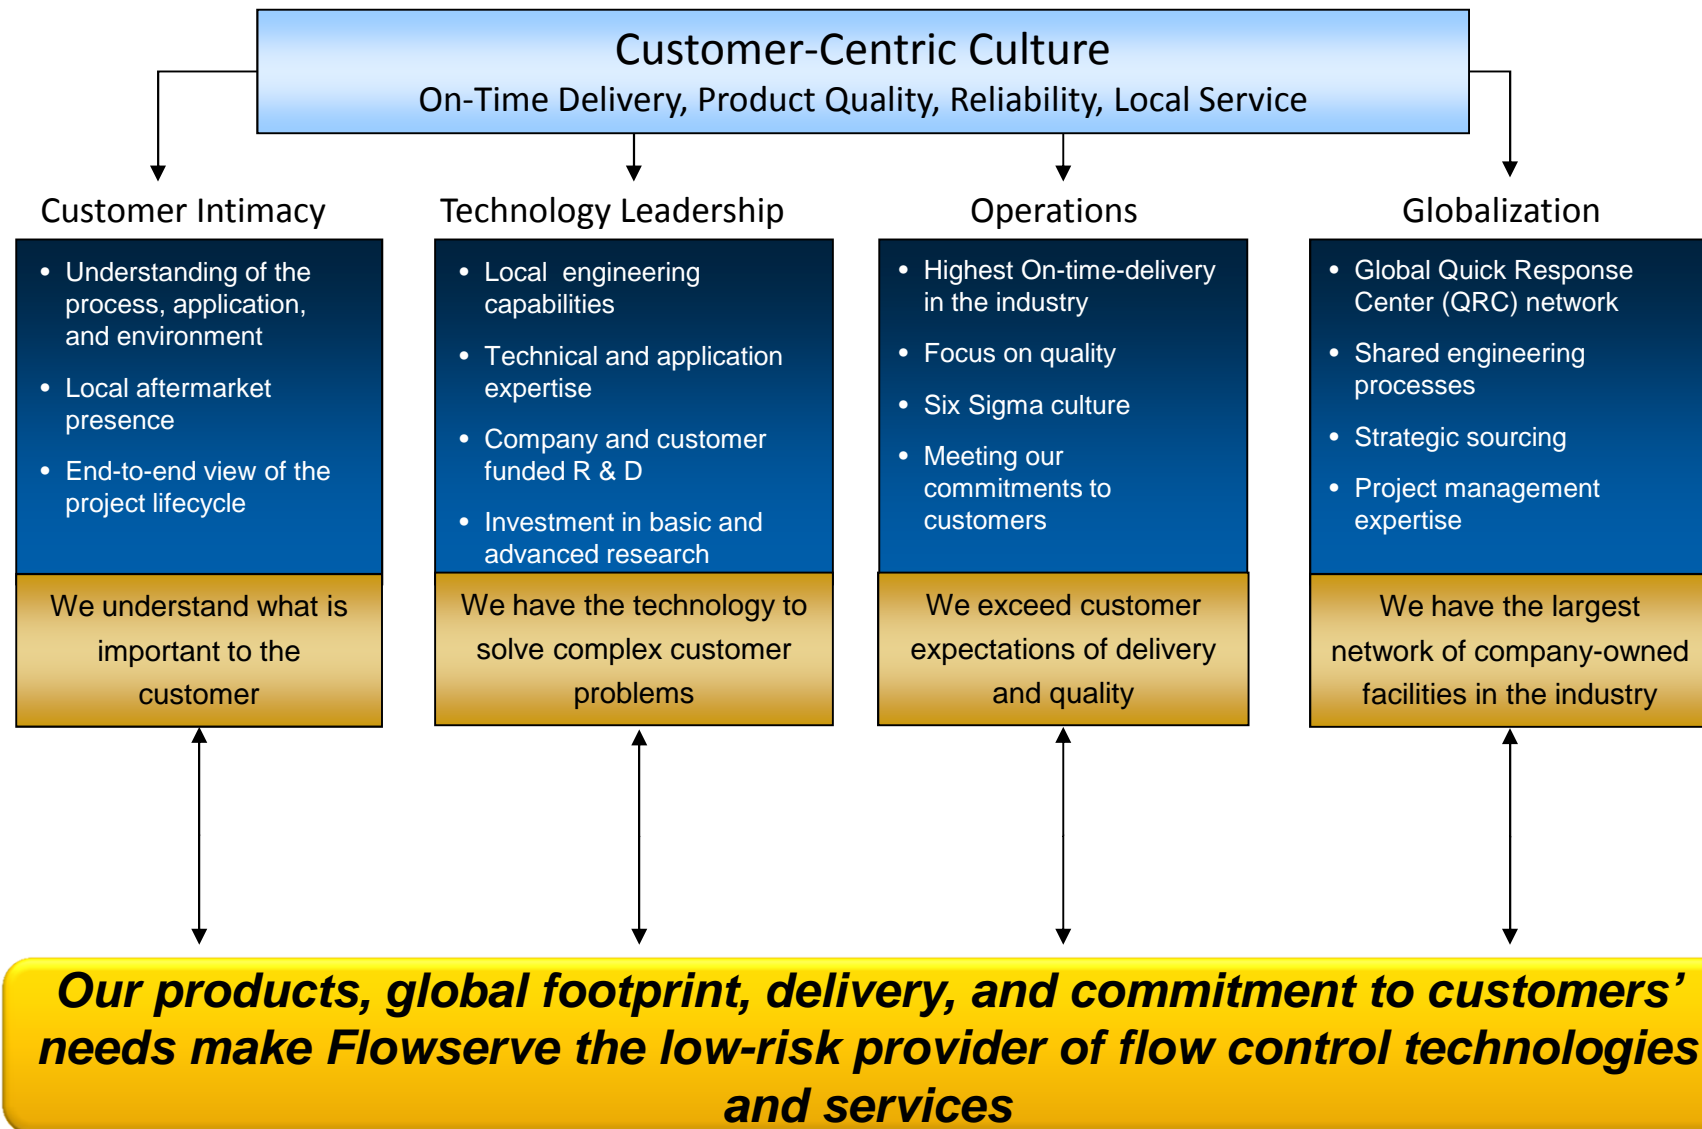 Customer-Centric Culture
On-Time Delivery, Product Quality, Reliability, Local Service
Customer Intimacy
• Understanding of the
process, application,
and environment
• Local aftermarket
presence
• End-to-end view of the
project lifecycle
We understand what is
important to the
customer
Technology Leadership
• Local engineering
capabilities
• Technical and application
expertise
• Company and customer
funded R & D
• Investment in basic and
advanced research
We have the technology to
solve complex customer
problems
Operations
• Highest On-time-delivery
in the industry
• Focus on quality
• Six Sigma culture
• Meeting our
commitments to
customers
We exceed customer
expectations of delivery
and quality
Globalization
• Global Quick Response
Center (QRC) network
• Shared engineering
processes
• Strategic sourcing
• Project management
expertise
We have the largest
network of company-owned
facilities in the industry
Our products, global footprint, delivery, and commitment to customers’
needs make Flowserve the low-risk provider of flow control technologies
and services